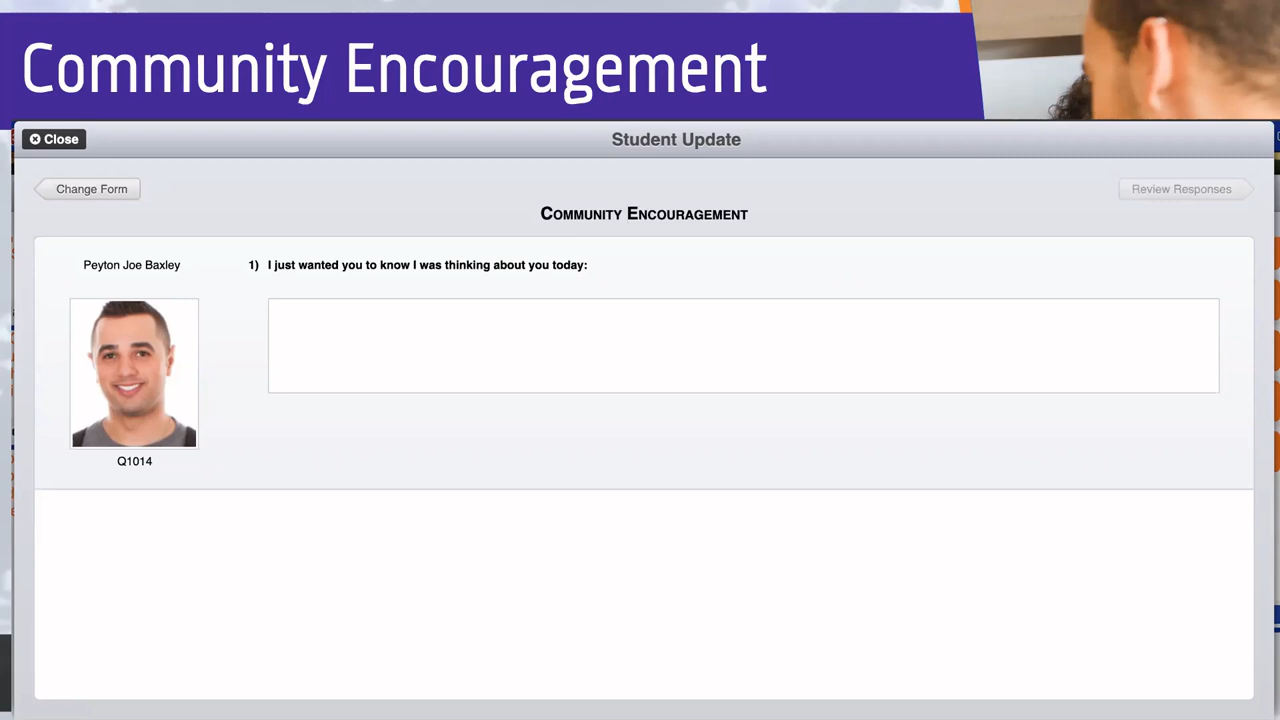 Community Encouragement
Close
Student Update
Change Form
Review Responses
COMMUNITY ENCOURAGEMENT
Peyton Joe Baxley
1) I just wanted you to know I was thinking about you today:
Q1014